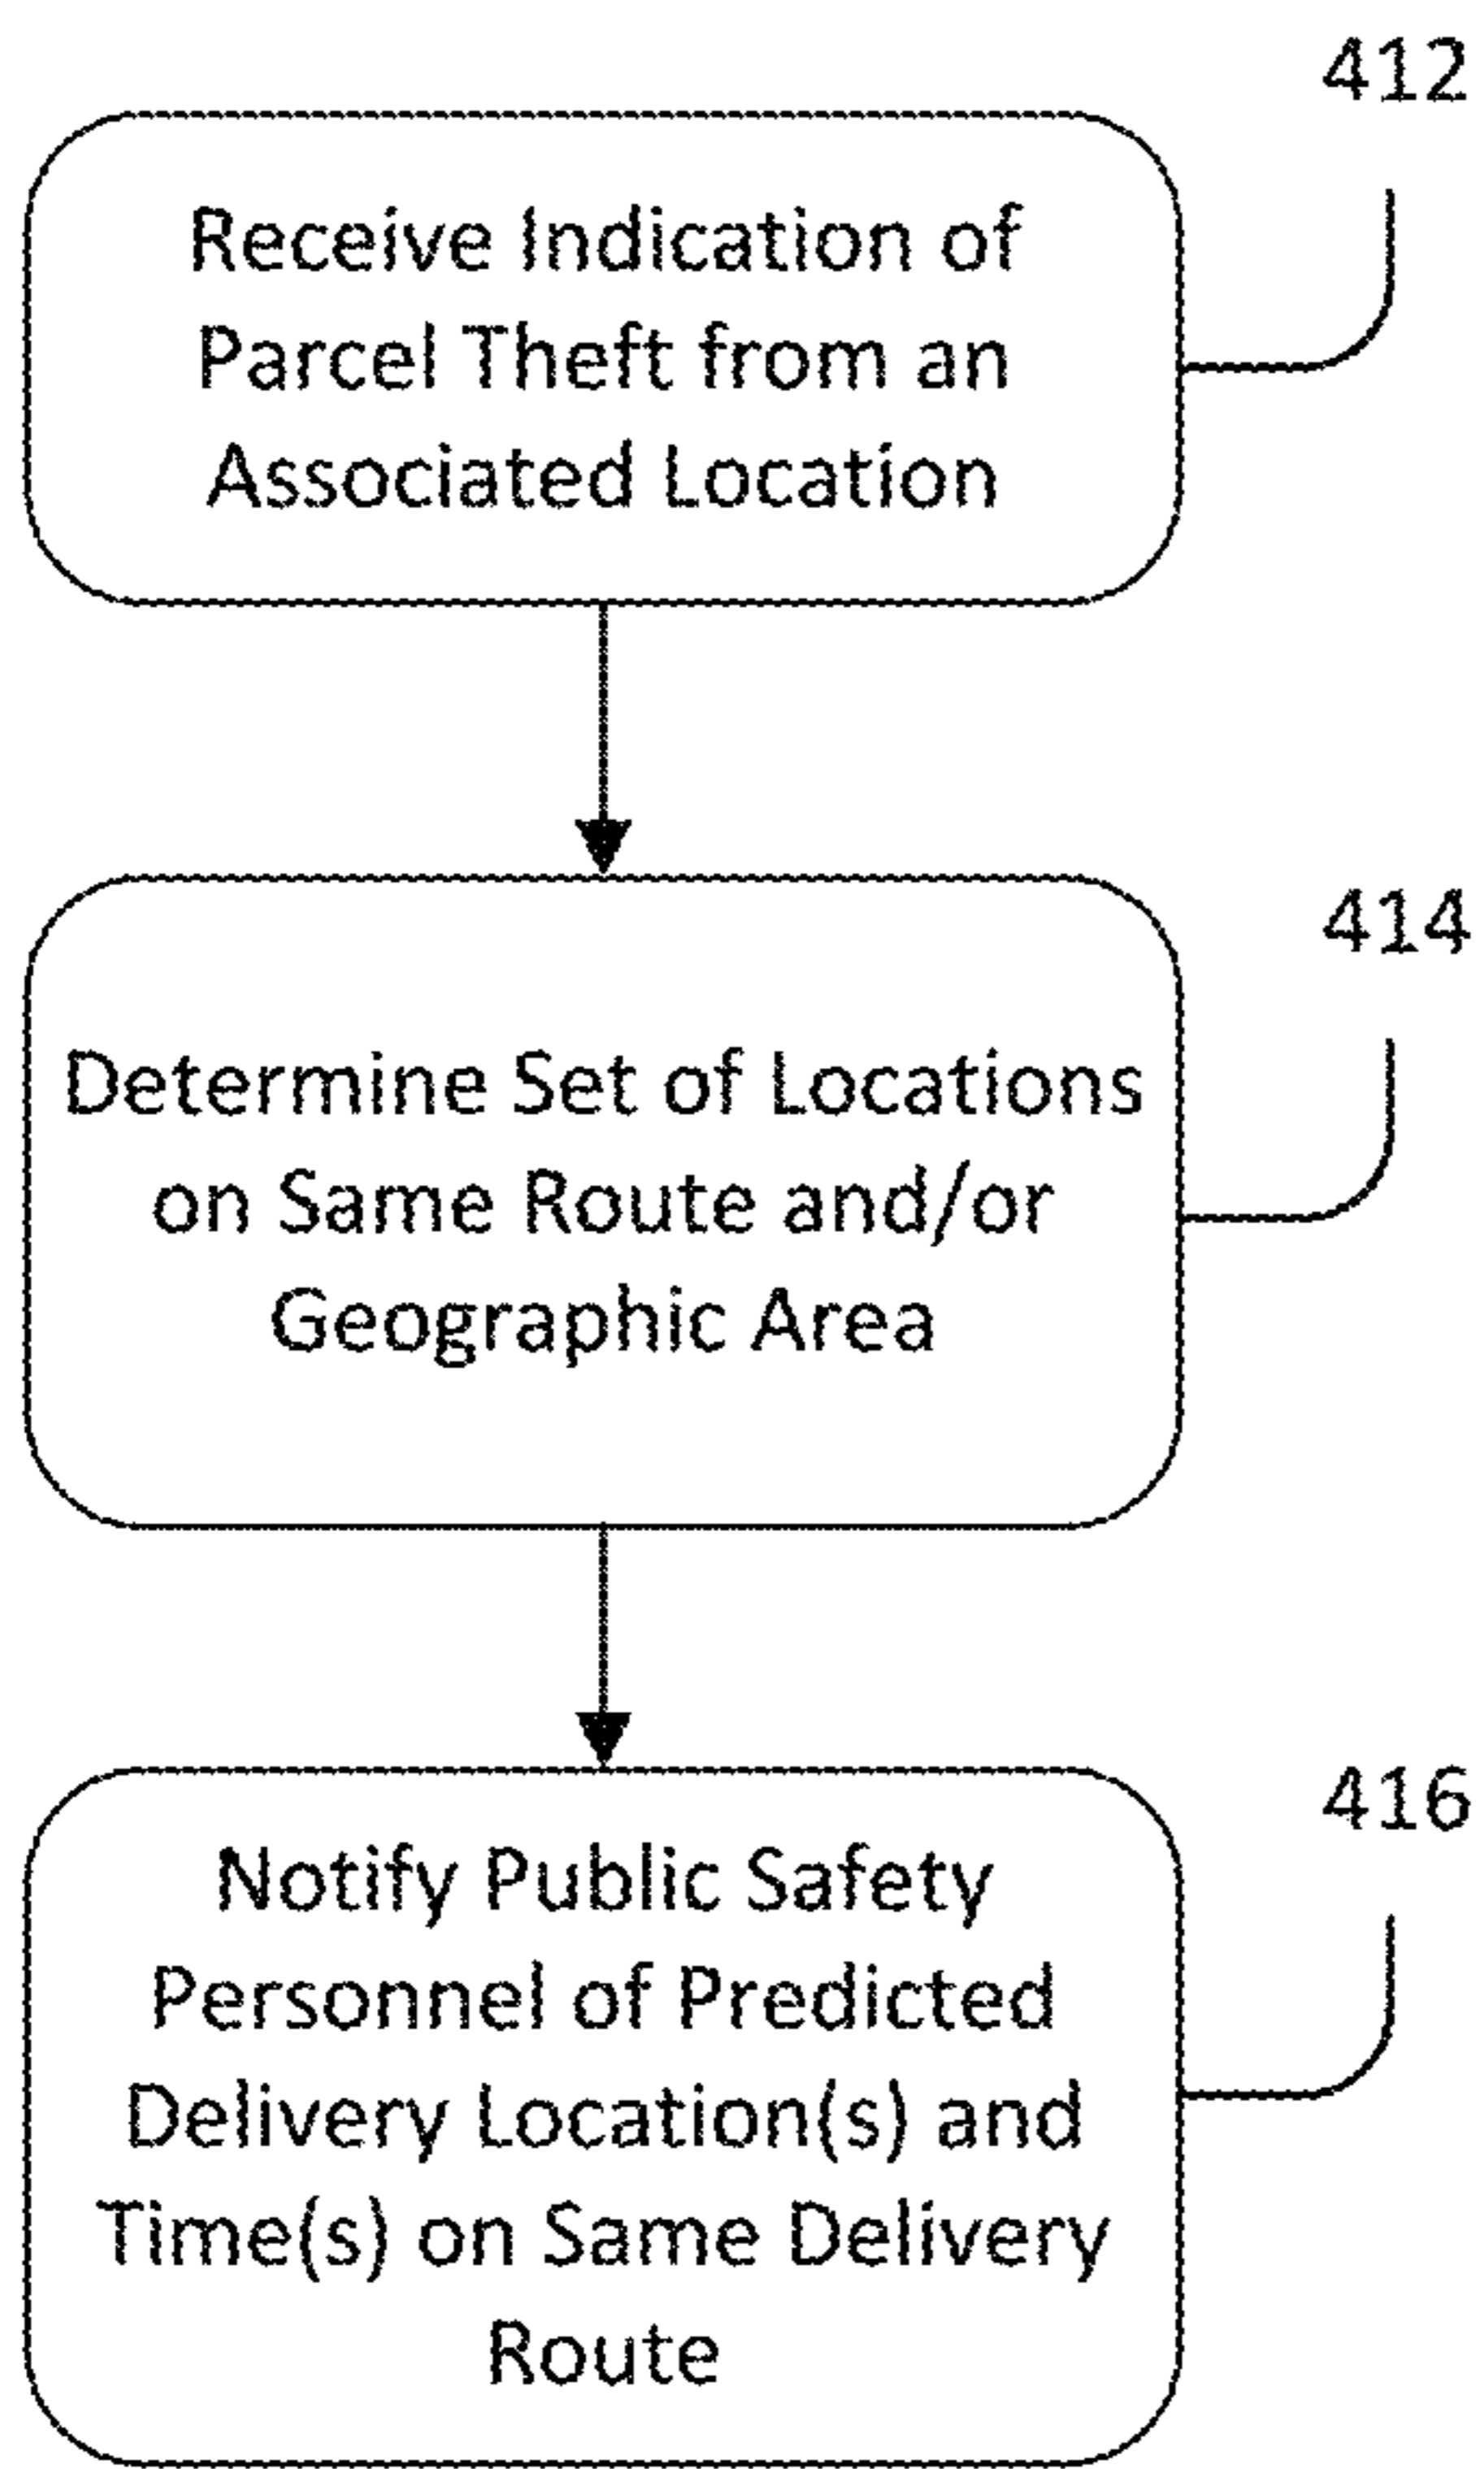 412
Receive Indication of
Parcel Theft from an
Associated Location
414
Determine Set of Locations
on Same Route and/or
Geographic Area
416
Notify Public Safety
Personnel of Predicted
Delivery Location(s) and
Time(s) on Same Delivery
Route